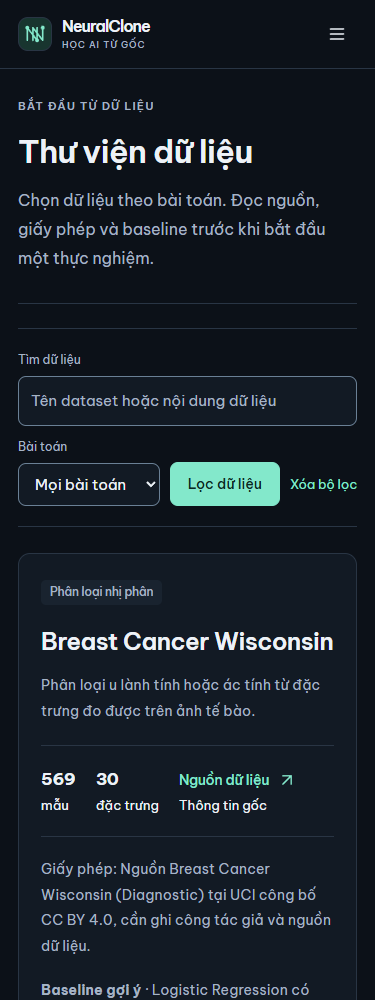 NeuralClone
HỌC AI TỪ GỐC
BẮT ĐẦU TỪ DỮ LIỆU
Thư viện dữ liệu
Chọn dữ liệu theo bài toán. Đọc nguồn,
giấy phép và baseline trước khi bắt đầu
một thực nghiệm.
Tìm dữ liệu
Tên dataset hoặc nội dung dữ liệu
Bài toán
Mọi bài toán
Lọc dữ liệu
Xóa bộ lọc
Phân loại nhị phân
Breast Cancer Wisconsin
Phân loại u lành tính hoặc ác tính từ đặc
trưng đo được trên ảnh tế bào.
569
mẫu
30
đặc trưng
Nguồn dữ liệu
Thông tin gốc
Giấy phép: Nguồn Breast Cancer
Wisconsin (Diagnostic) tại UCI công bố
CC BY 4.0, cần ghi công tác giả và nguồn
dữ liệu.
Baseline gợi ý · Logistic Regression có